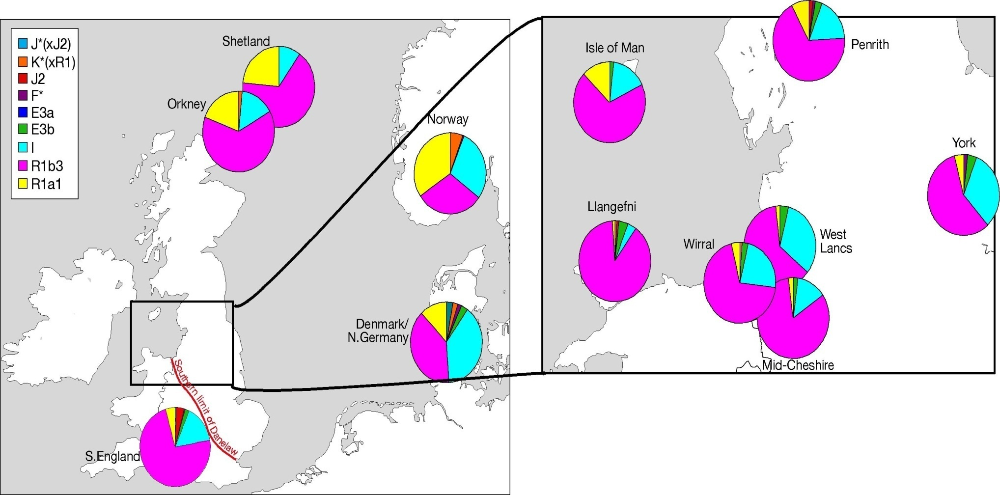 J*(xJ2)
K*(xR1)
J2
F*
E3a
E3b
I
R1b3
R1a1
Shetland
Orkney
Norway
Denmark/
N.Germany
Southern limit of Danelaw
S.England
Isle of Man
Penrith
York
Llangefni
Wirral
West
Lancs
Mid-Cheshire